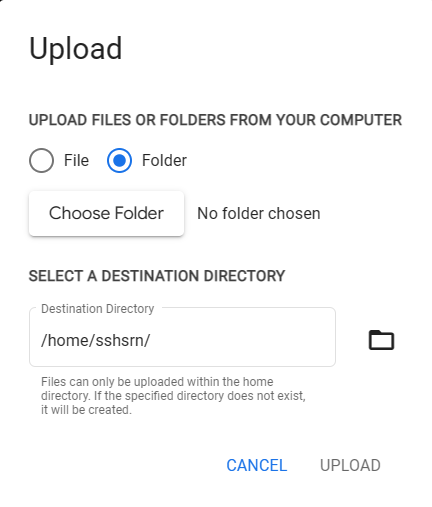 Upload
UPLOAD FILES OR FOLDERS FROM YOUR COMPUTER
File Folder
Choose Folder No folder chosen
SELECT A DESTINATION DIRECTORY
Destination Directory
/home/sshsrn/
Files can only be uploaded within the home
directory. If the specified directory does not exist,
it will be created.
CANCEL UPLOAD